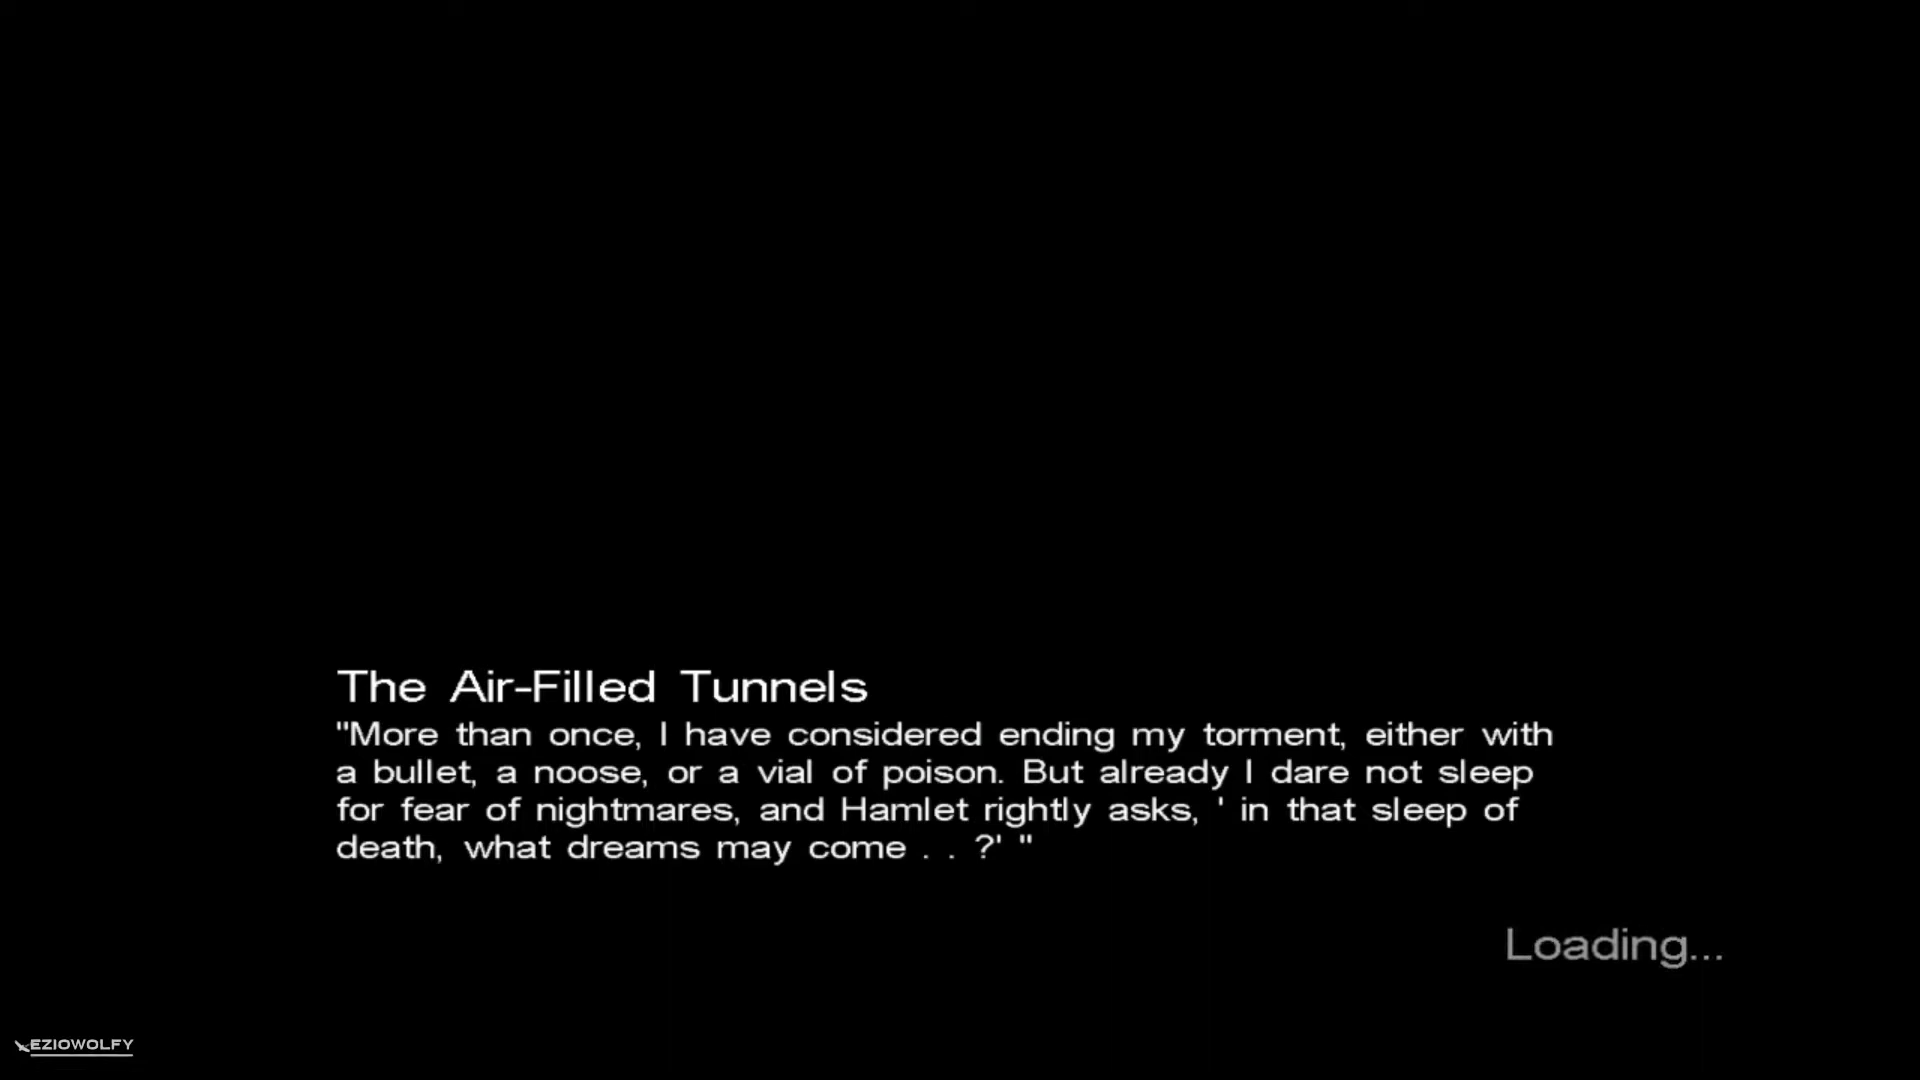 The Air-Filled Tunnels
"More than once, I have considered ending my torment, either with
a bullet, a noose, or a vial of poison. But already I dare not sleep
for fear of nightmares, and Hamlet rightly asks, ' in that sleep of
death, what dreams may come . . ?' "
Loading...
EZIOWOLFY